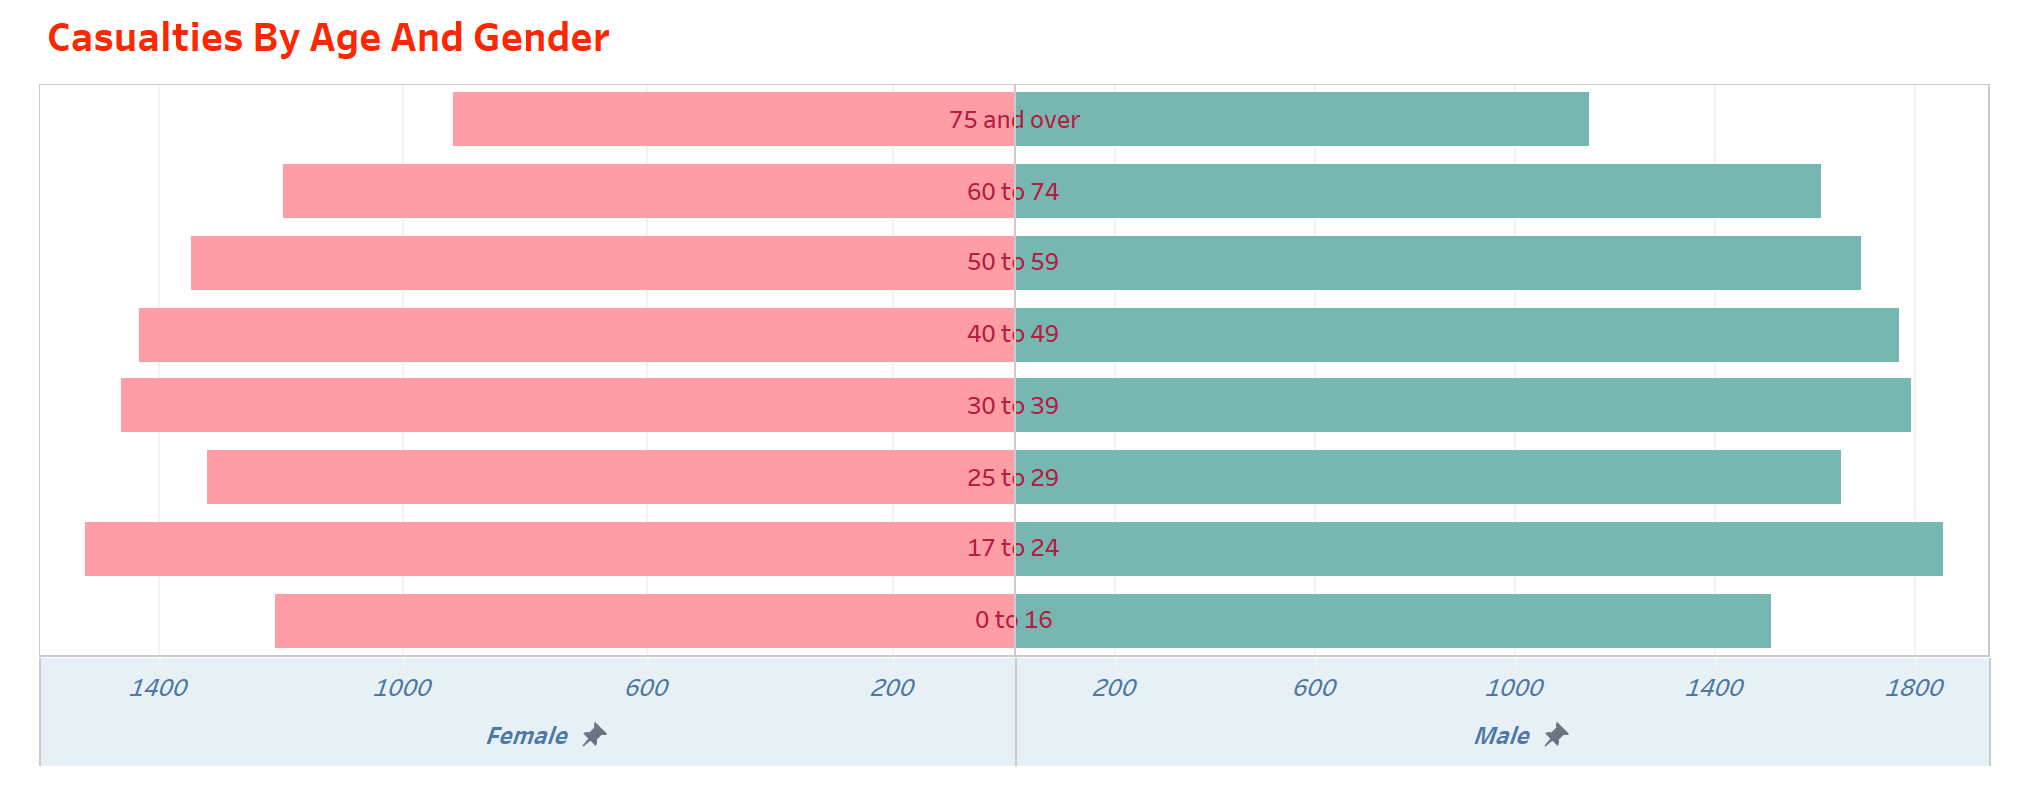 Casualties By Age And Gender
75 and over
60 to 74
50 to 59
40 to 49
30 to 39
25 to 29
17 to 24
0 to 16
1400 1000 600 200 200 600 1000 1400 1800
Female Male